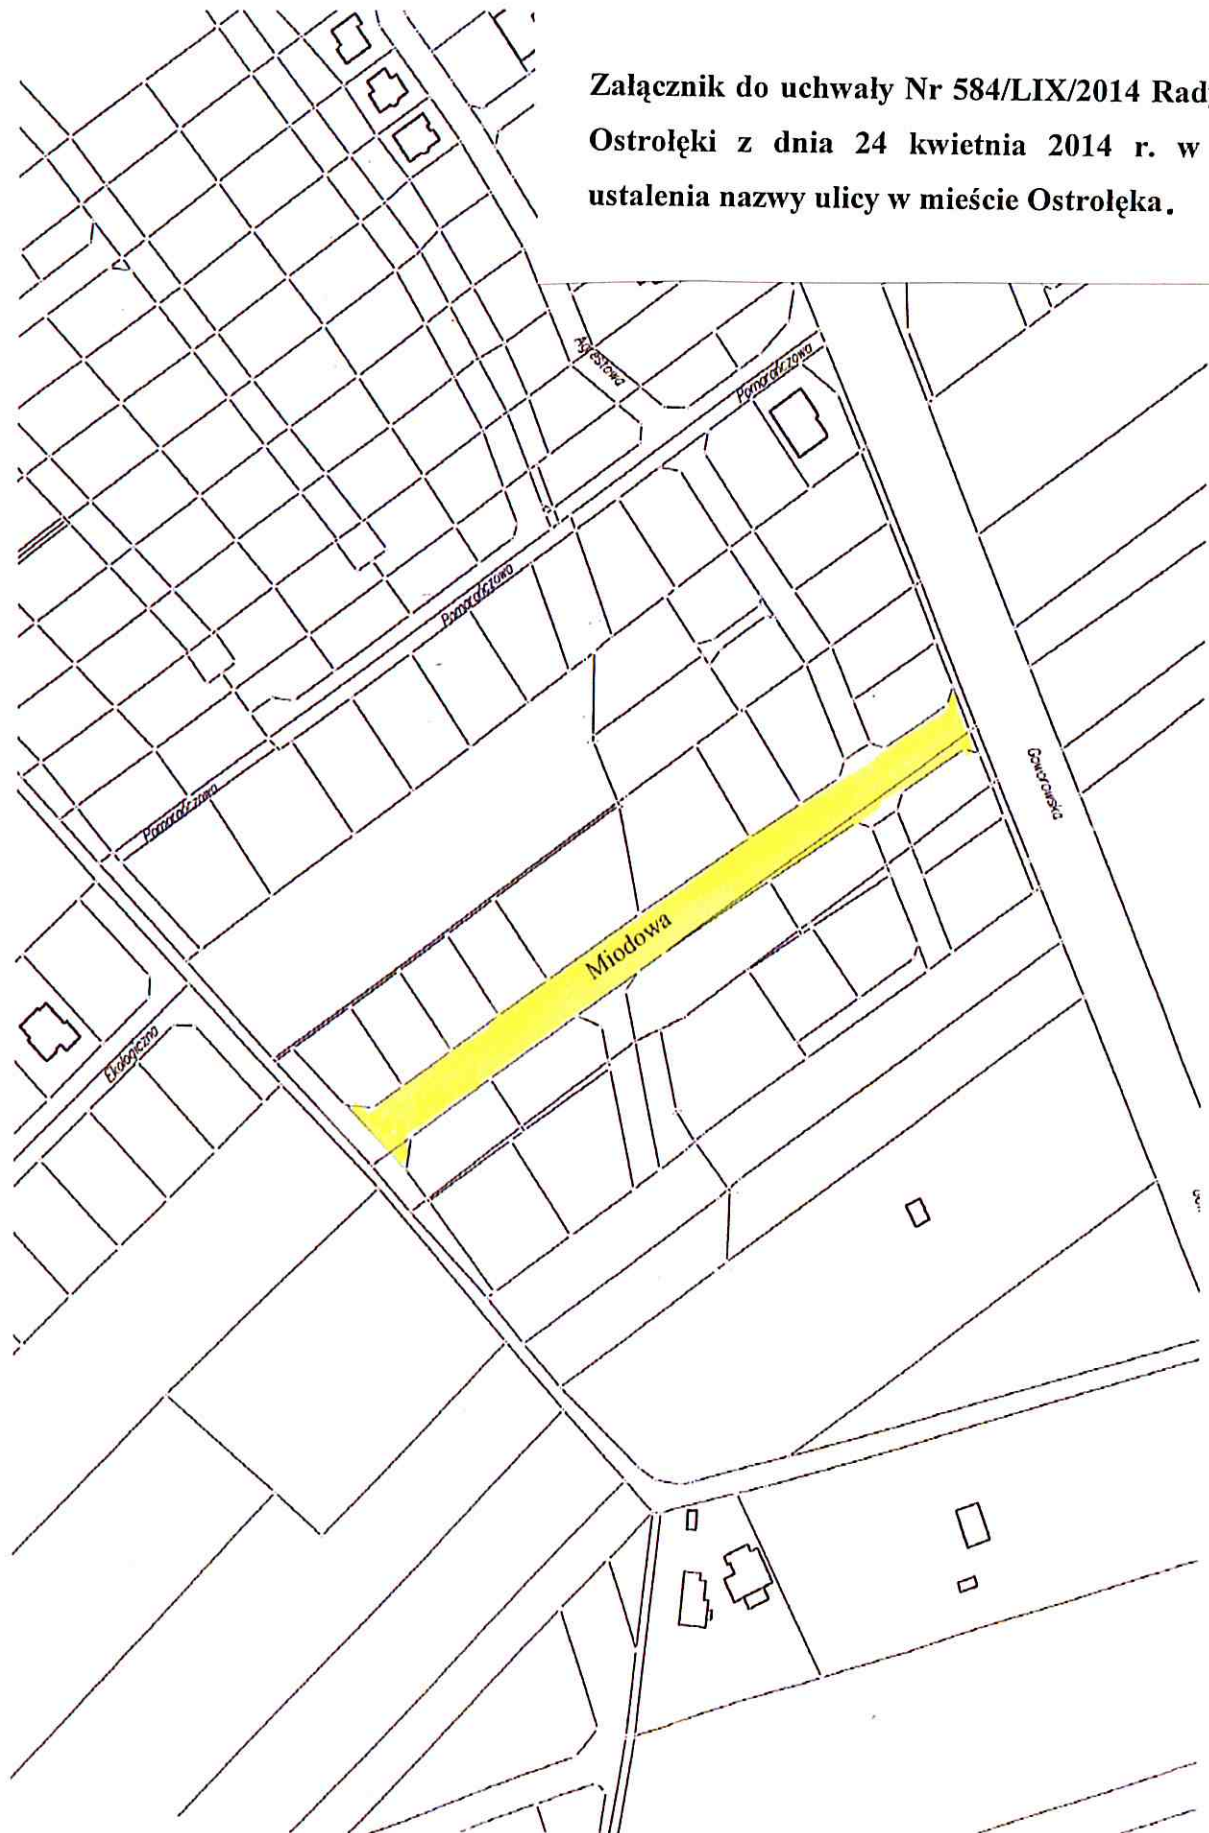 Załącznik do uchwały Nr 584/LIX/2014
Ostrołęki z dnia 24 kwietnia 2014 r. w
ustalenia nazwy ulicy w mieście Ostrołęka.
Agrestowa
Pomarańczowa
Pomarańczowa
Goworowska
Pomarańczowa
Miodowa
Ekologiczna